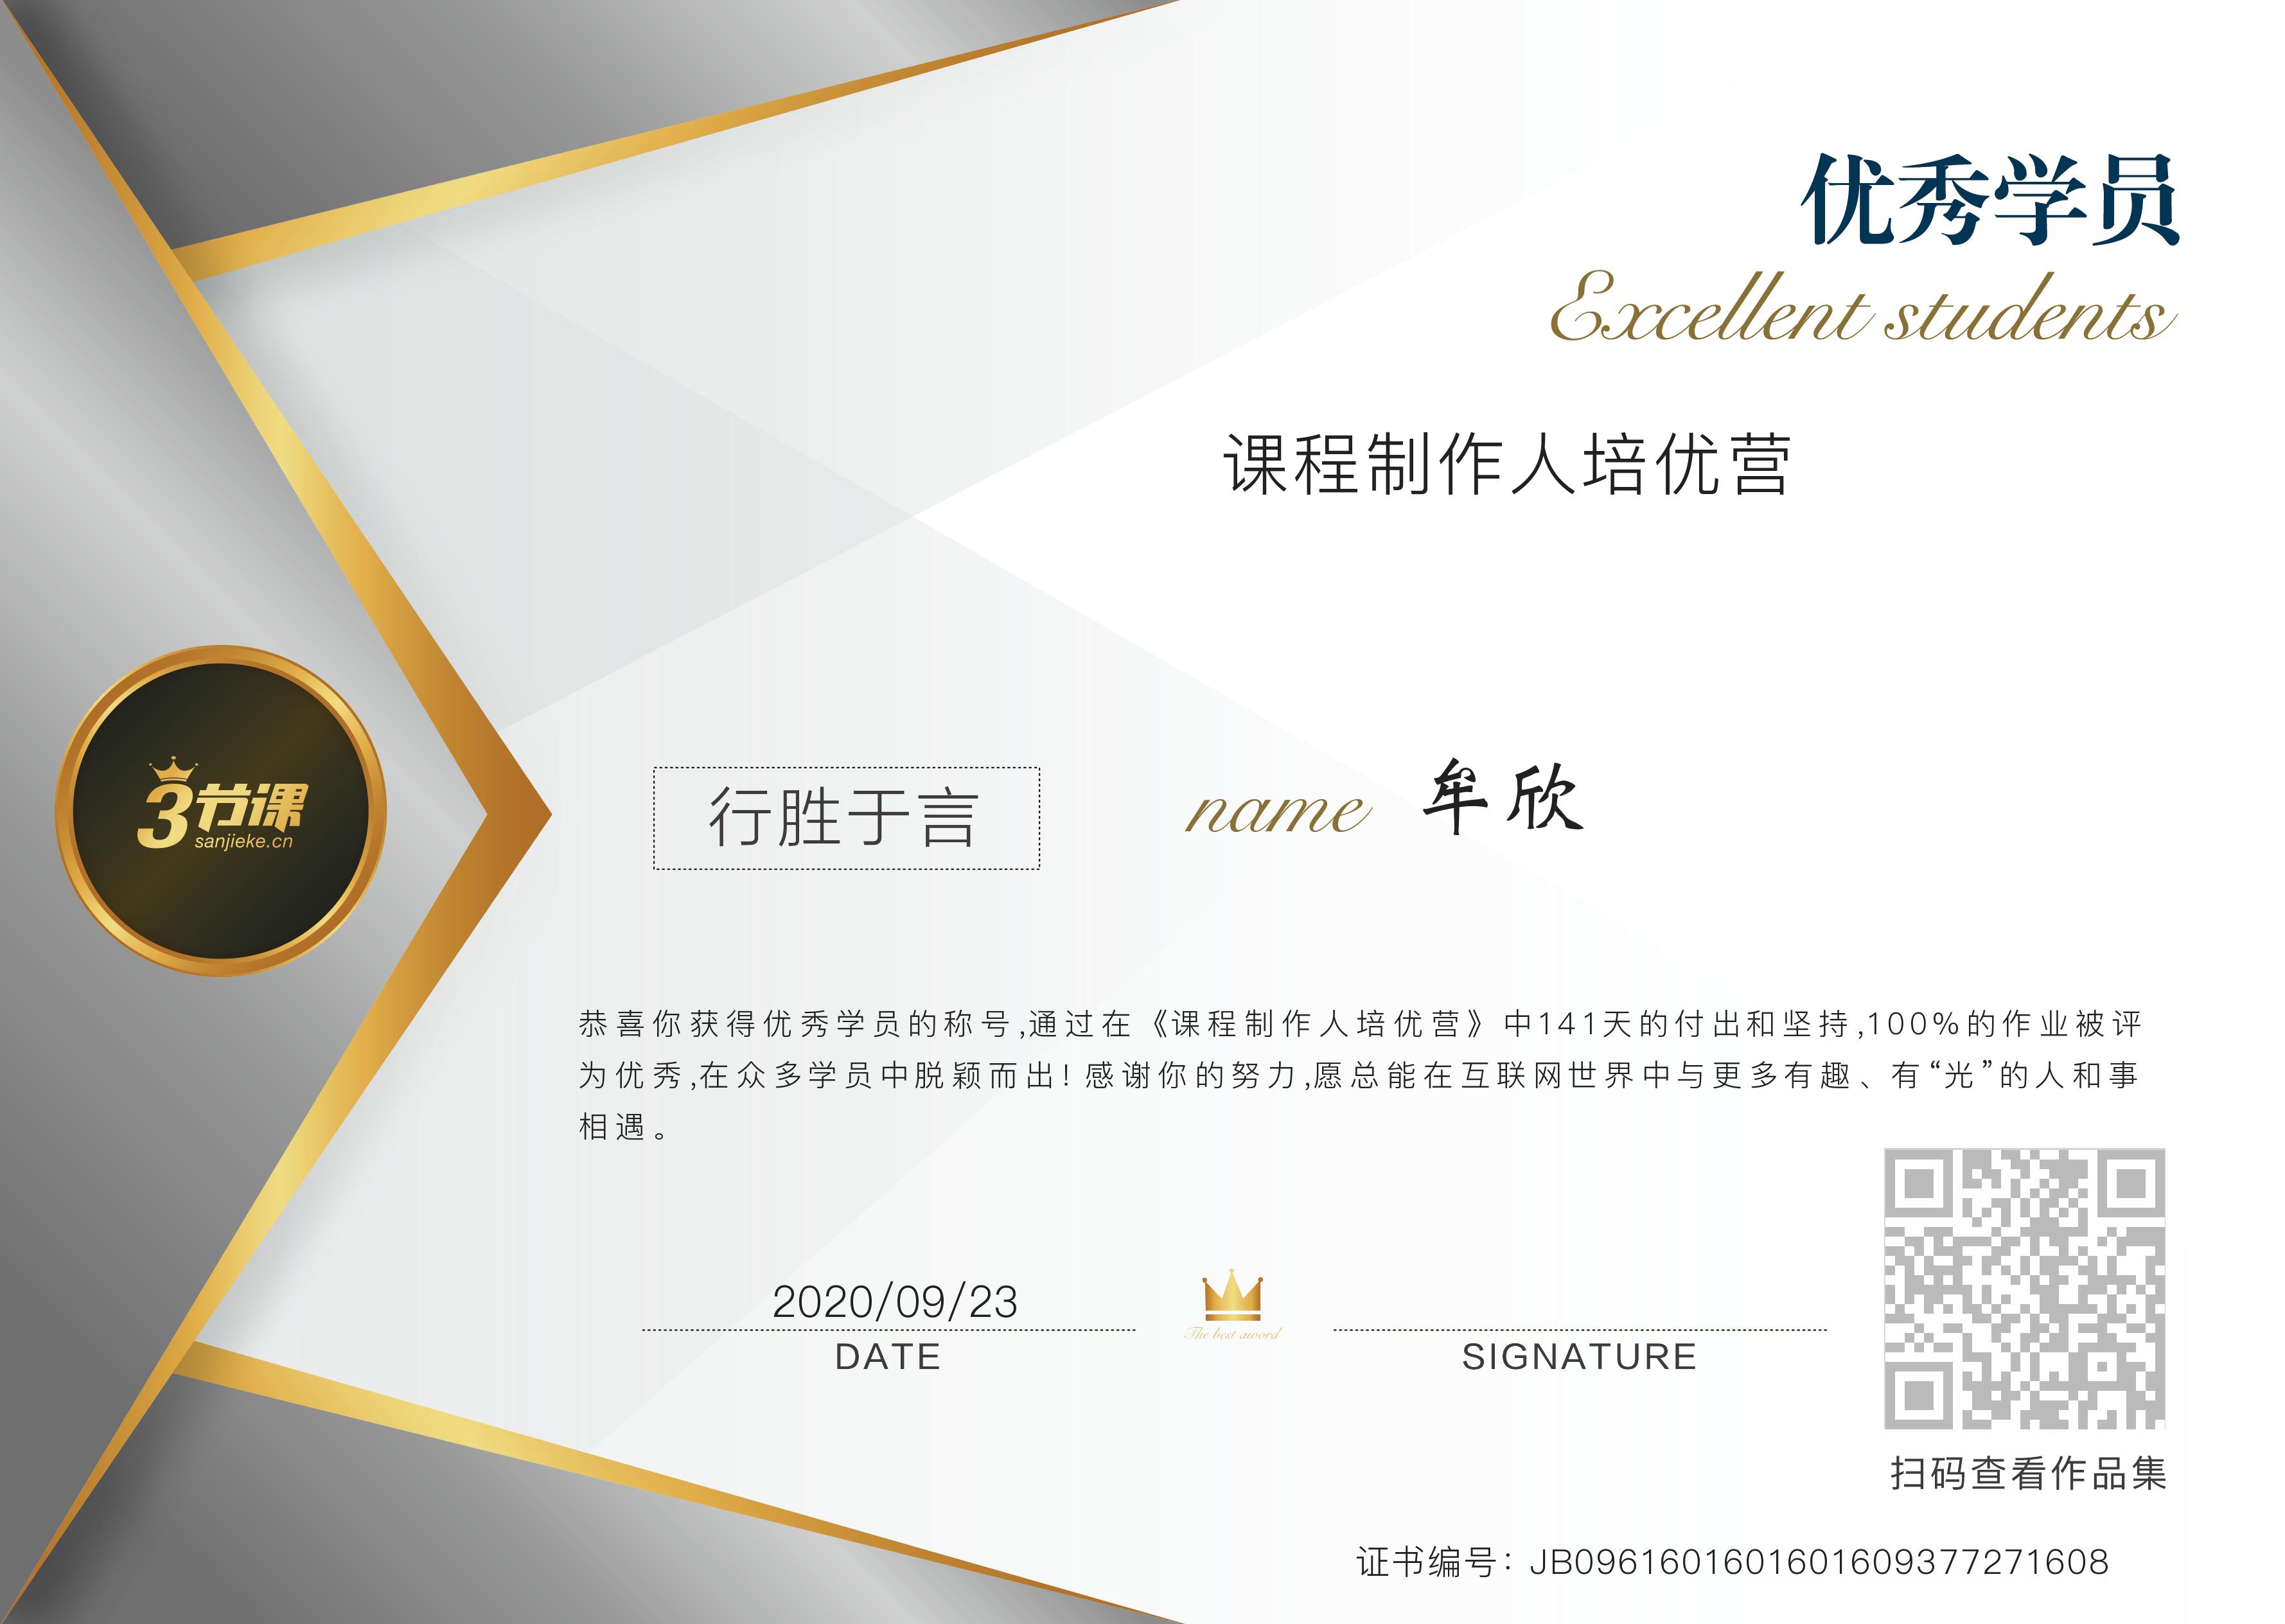 优秀学员
Excellent students
课程制作人培优营
3节课
sanjieke.cn
行胜于言
name 牟欣
恭喜你获得优秀学员的称号,通过在《课程制作人培优营》中141天的付出和坚持,100%的作业被评
为优秀,在众多学员中脱颖而出！感谢你的努力,愿总能在互联网世界中与更多有趣、有“光”的人和事
相遇。
2020/09/23
DATE
The best aword
SIGNATURE
扫码查看作品集
证书编号：JB09616016016016093772​71608